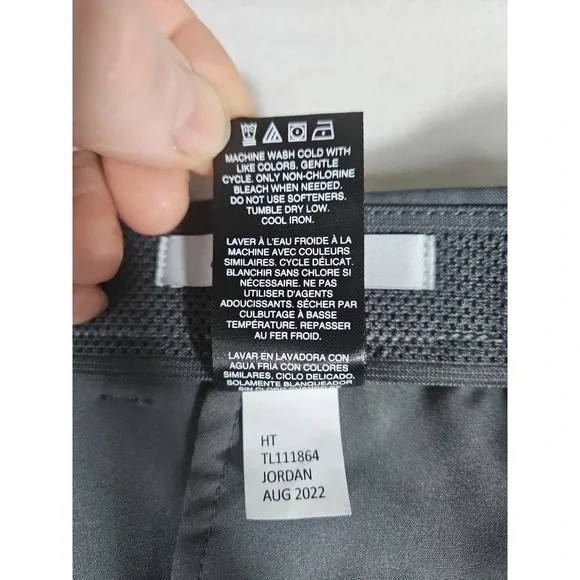 MACHINE WASH COLD WITH
LIKE COLORS. GENTLE
CYCLE. ONLY NON-CHLORINE
BLEACH WHEN NEEDED.
DO NOT USE SOFTENERS.
TUMBLE DRY LOW.
COOL IRON.
LAVER À L'EAU FROIDE À LA
MACHINE AVEC COULEURS
SIMILAIRES. CYCLE DÉLICAT.
BLANCHIR SANS CHLORE SI
NÉCESSAIRE. NE PAS
UTILISER D'AGENTS
ADOUCISSANTS. SÉCHER PAR
CULBUTAGE À BASSE
TEMPÉRATURE. REPASSER
AU FER FROID.
LAVAR EN LAVADORA CON
AGUA FRIA CON COLORES
SIMILARES, CICLO DELICADO.
SOLAMENTE BLANQUEADOR
HT
TL111864
JORDAN
AUG 2022